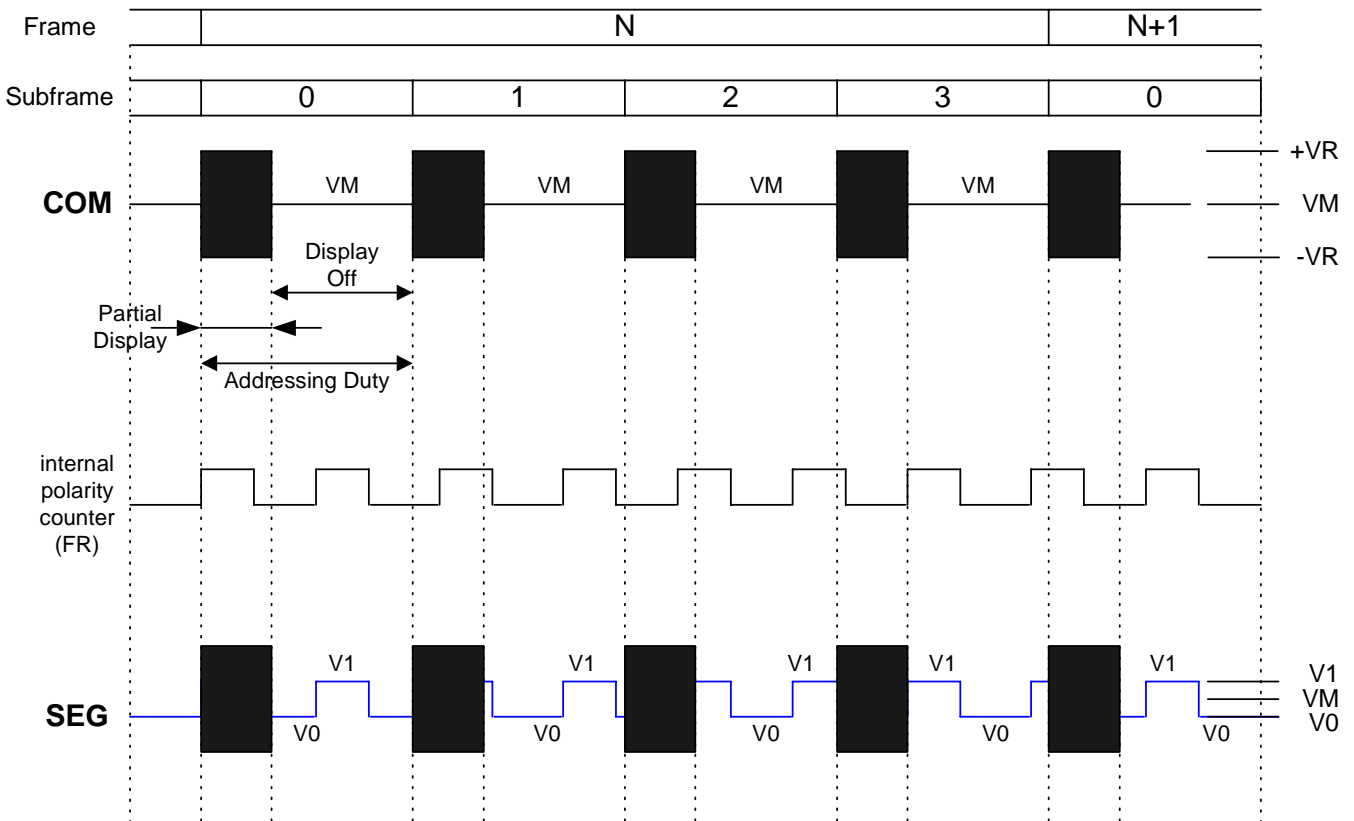 Frame
N
N+1
Subframe
0
1
2
3
0
COM
VM
VM
VM
VM
+VR
VM
-VR
Display
Off
Partial
Display
Addressing Duty
internal
polarity
counter
(FR)
SEG
V1
V1
V1
V1
V1
V0
V0
V0
V0
V0
V1
VM
V0